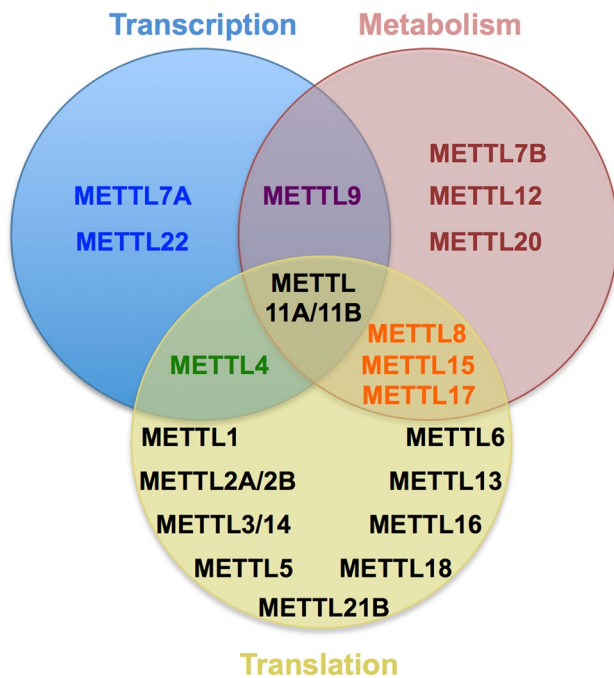 Transcription
Metabolism
METTL7A
METTL22
METTL9
METTL7B
METTL12
METTL20
METTL
11A/11B
METTL4
METTL8
METTL15
METTL17
METTL1
METTL6
METTL2A/2B
METTL13
METTL3/14
METTL16
METTL5
METTL18
METTL21B
Translation